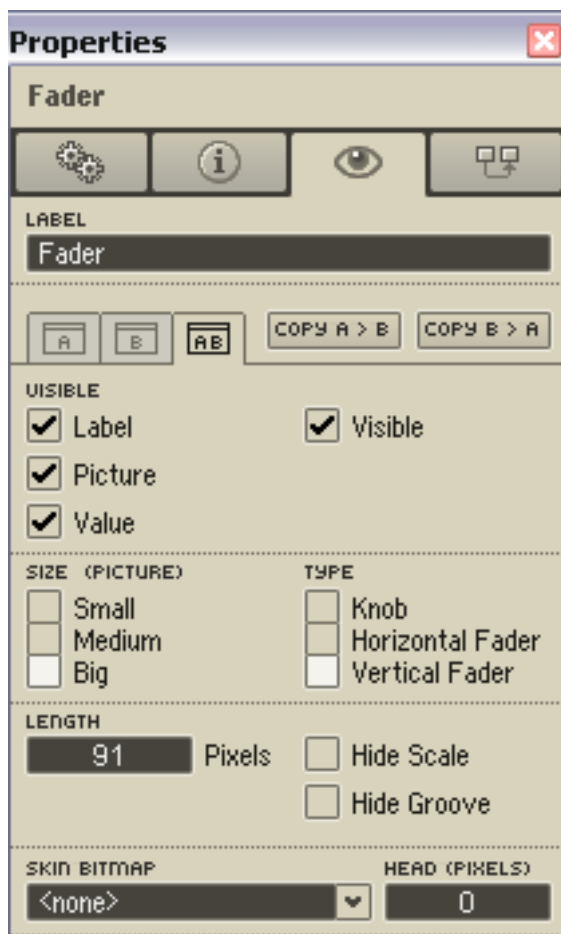 Properties
Fader
LABEL
Fader
A B AB COPY A > B COPY B > A
VISIBLE
Label Visible
Picture
Value
SIZE (PICTURE) TYPE
Small Knob
Medium Horizontal Fader
Big Vertical Fader
LENGTH
91 Pixels Hide Scale
Hide Groove
SKIN BITMAP HEAD (PIXELS)
<none> 0